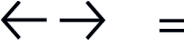 ← → =